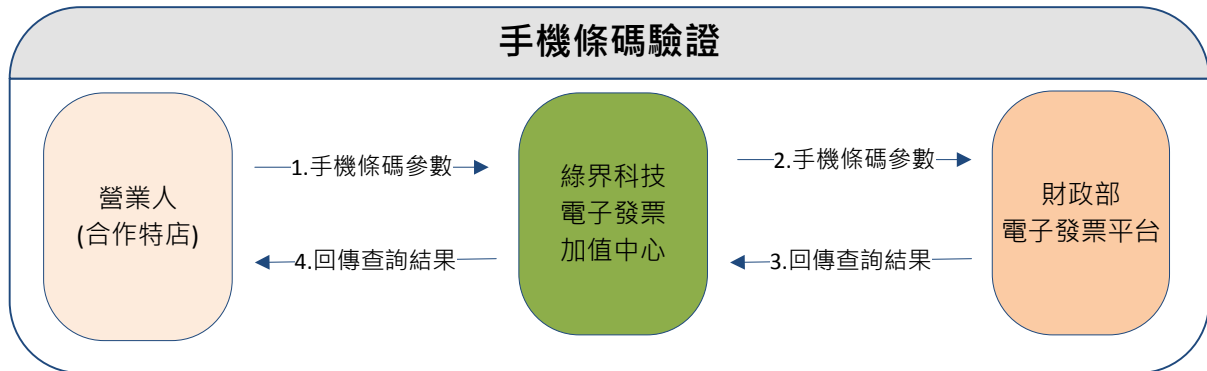 手機條碼驗證
營業人
(合作特店)
1.手機條碼參數
4.回傳查詢結果
綠界科技
電子發票
加值中心
2.手機條碼參數
3.回傳查詢結果
財政部
電子發票平台